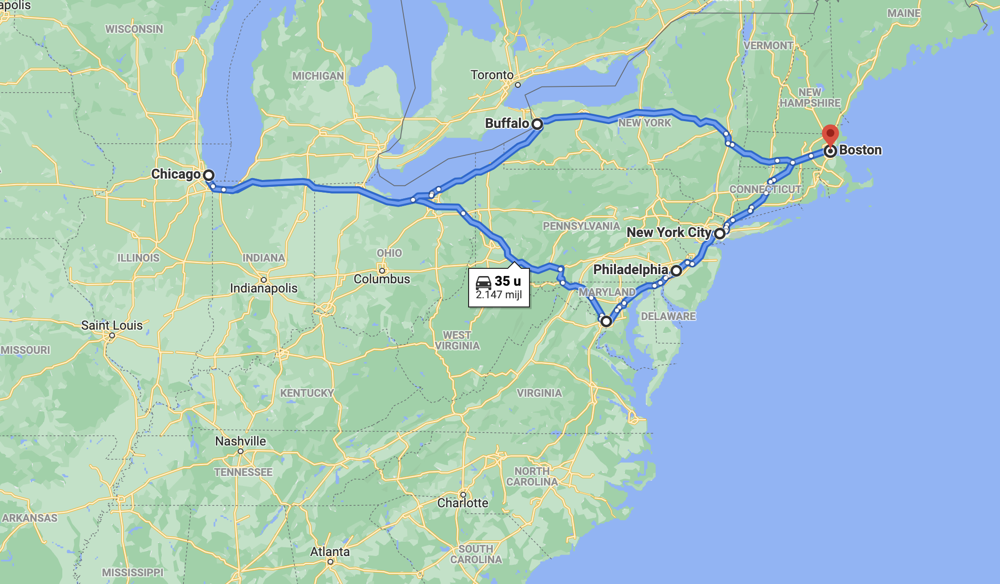 apolis
WISCONSIN
MAINE
VERMONT
MICHIGAN
Toronto
NEW
HAMPSHIRE
Buffalo
NEW YORK
Boston
Chicago
CONNECTICUT
PENNSYLVANIA
New York City
OHIO
ILLINOIS
INDIANA
Philadelphia
Columbus
35 u
2.147 mijl
Indianapolis
MARYLAND
DELAWARE
Saint Louis
WEST
VIRGINIA
MISSOURI
KENTUCKY
VIRGINIA
Nashville
TENNESSEE
NORTH
CAROLINA
Charlotte
ARKANSAS
Atlanta
SOUTH
CAROLINA
MISSISSIPPI